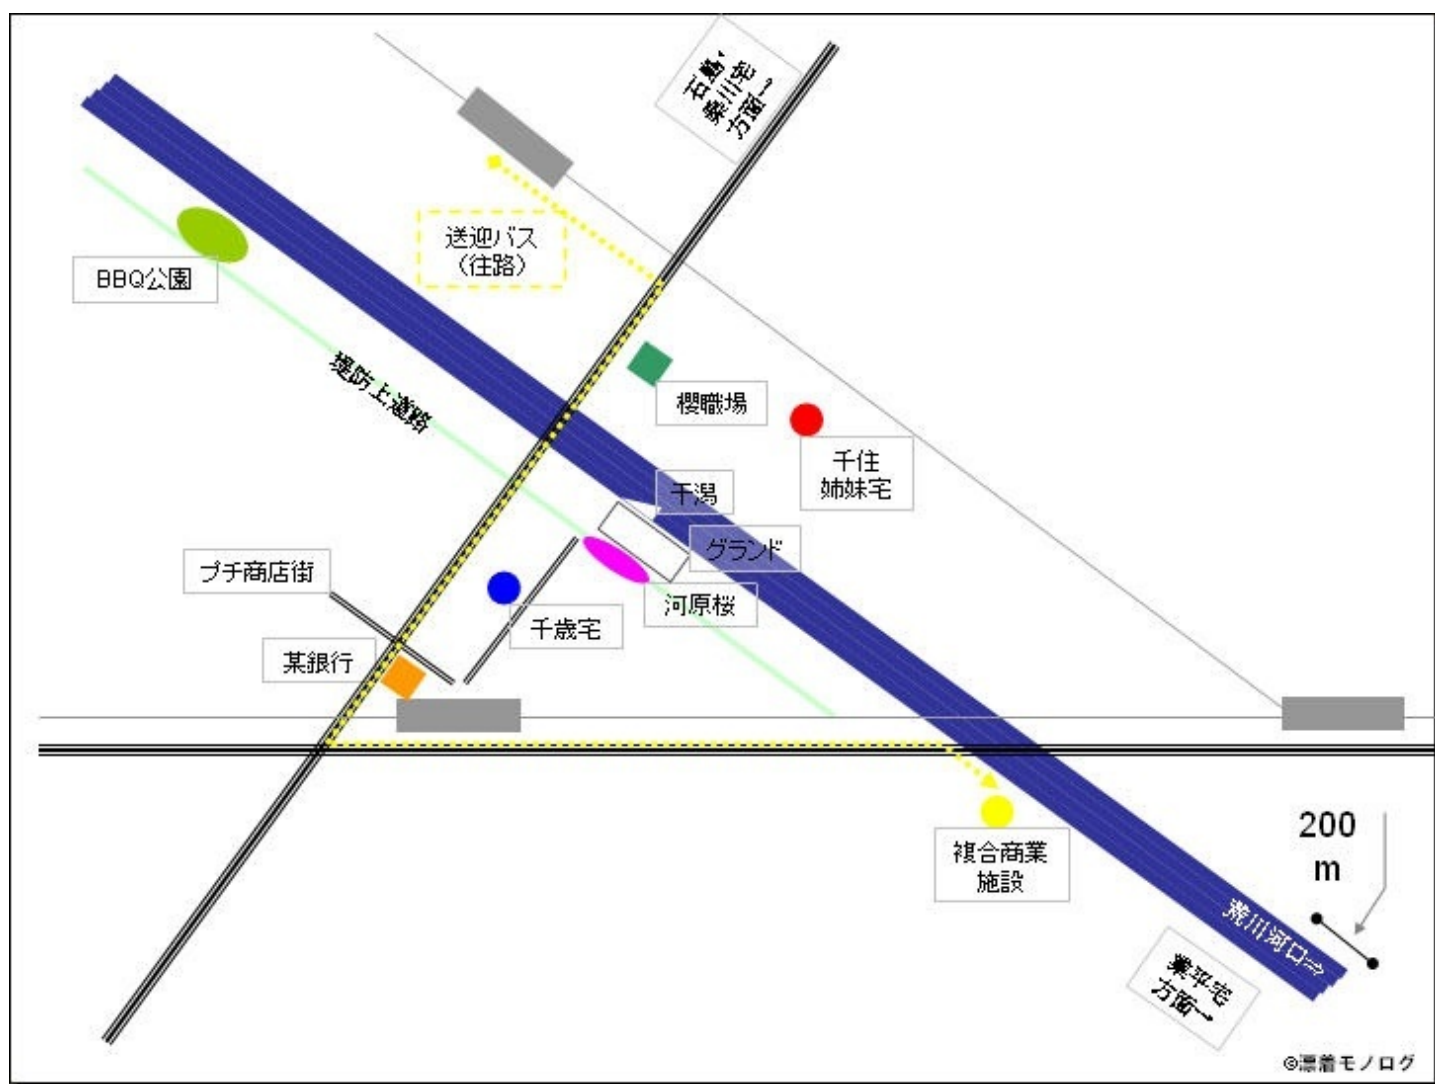 石島・
桑川宅
方面→
送迎バス
（往路）
BBQ公園
堤防上道路
櫻職場
千住
姉妹宅
干潟
グランド
プチ商店街
河原桜
千歳宅
某銀行
複合商業
施設
200
m
荒川河口⇒
業平宅
方面→
©漂着モノログ